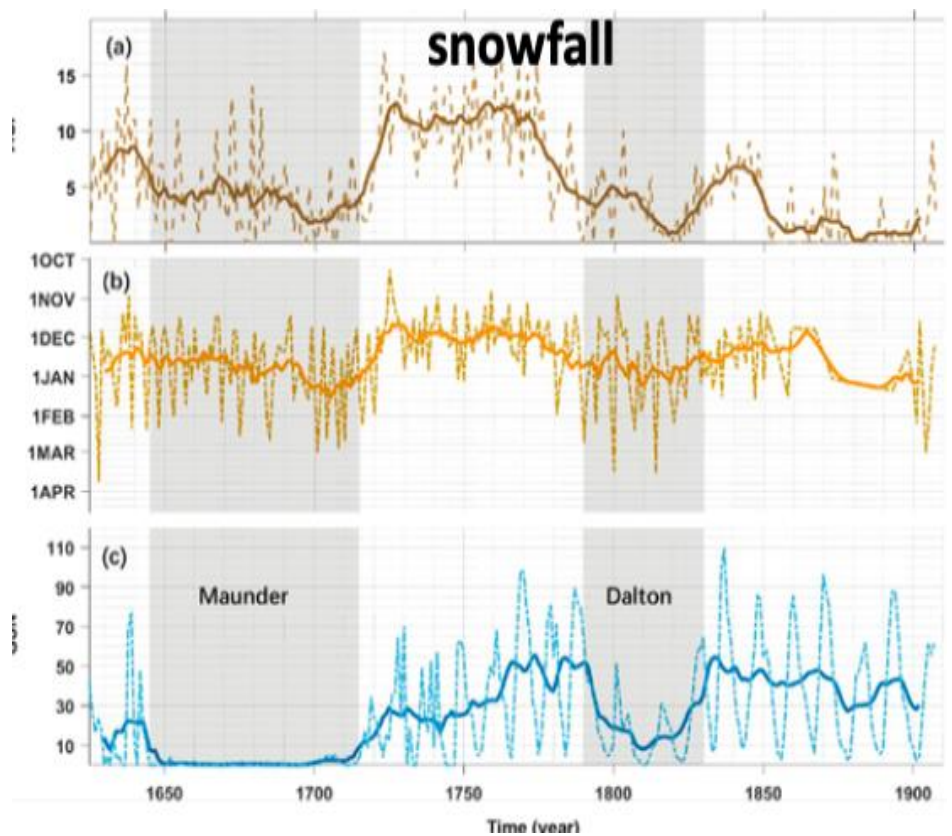 snowfall
(a)
15
10
5
1OCT
(b)
1NOV
1DEC
1JAN
1FEB
1MAR
1APR
110
(c)
90
Maunder
Dalton
70
50
30
10
1650
1700
1750
1800
1850
1900
Time (year)